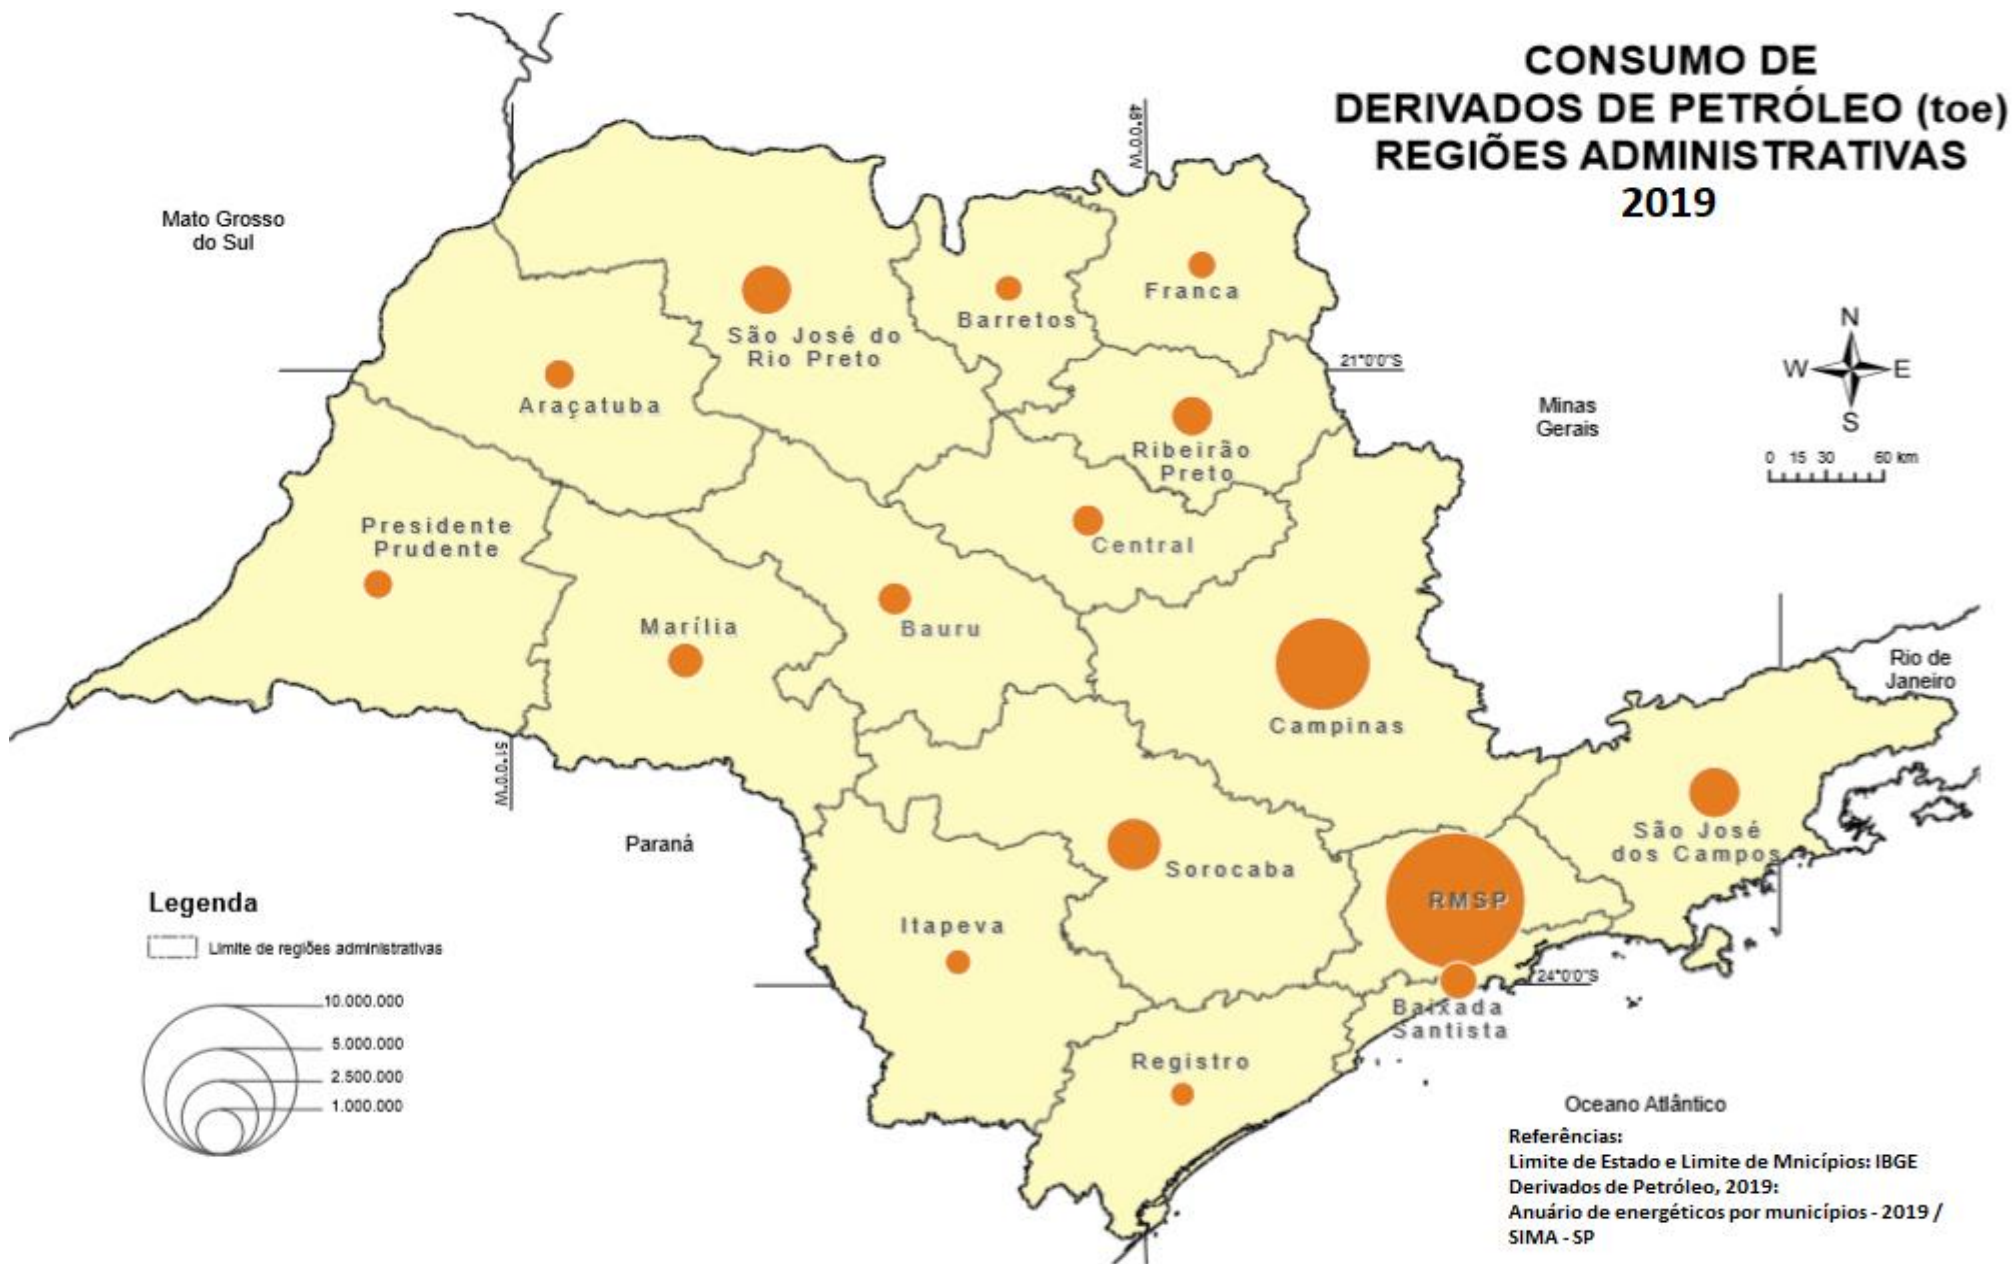 CONSUMO DE
DERIVADOS DE PETRÓLEO (toe)
REGIÕES ADMINISTRATIVAS
2019
48°0'0"W
Mato Grosso
do Sul
Franca
Barretos
São José do
Rio Preto
21°0'0"S
N
W
E
S
Araçatuba
Minas
Gerais
Ribeirão
Preto
0 15 30 60 km
Presidente
Prudente
Central
Marília
Bauru
Rio de
Janeiro
Campinas
51°0'0"W
Paraná
São José
dos Campos
Sorocaba
RMSP
Legenda
Limite de regiões administrativas
Itapeva
24°0'0"S
10.000.000
5.000.000
2.500.000
1.000.000
Baixada
Santista
Registro
Oceano Atlântico
Referências:
Limite de Estado e Limite de Mnicípios: IBGE
Derivados de Petróleo, 2019:
Anuário de energéticos por municípios - 2019 /
SIMA - SP